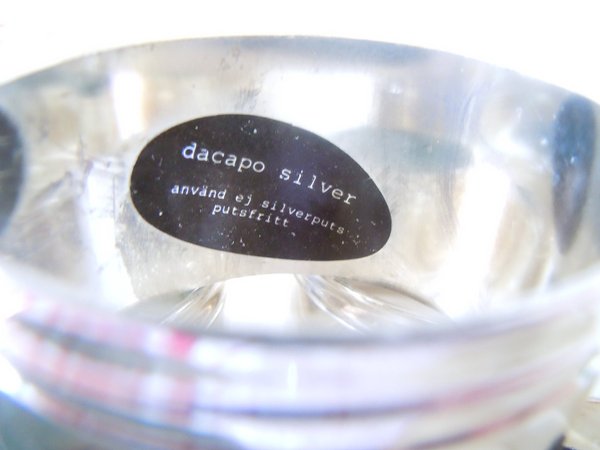 dacapo silver
använd ej silverputs
putsfritt